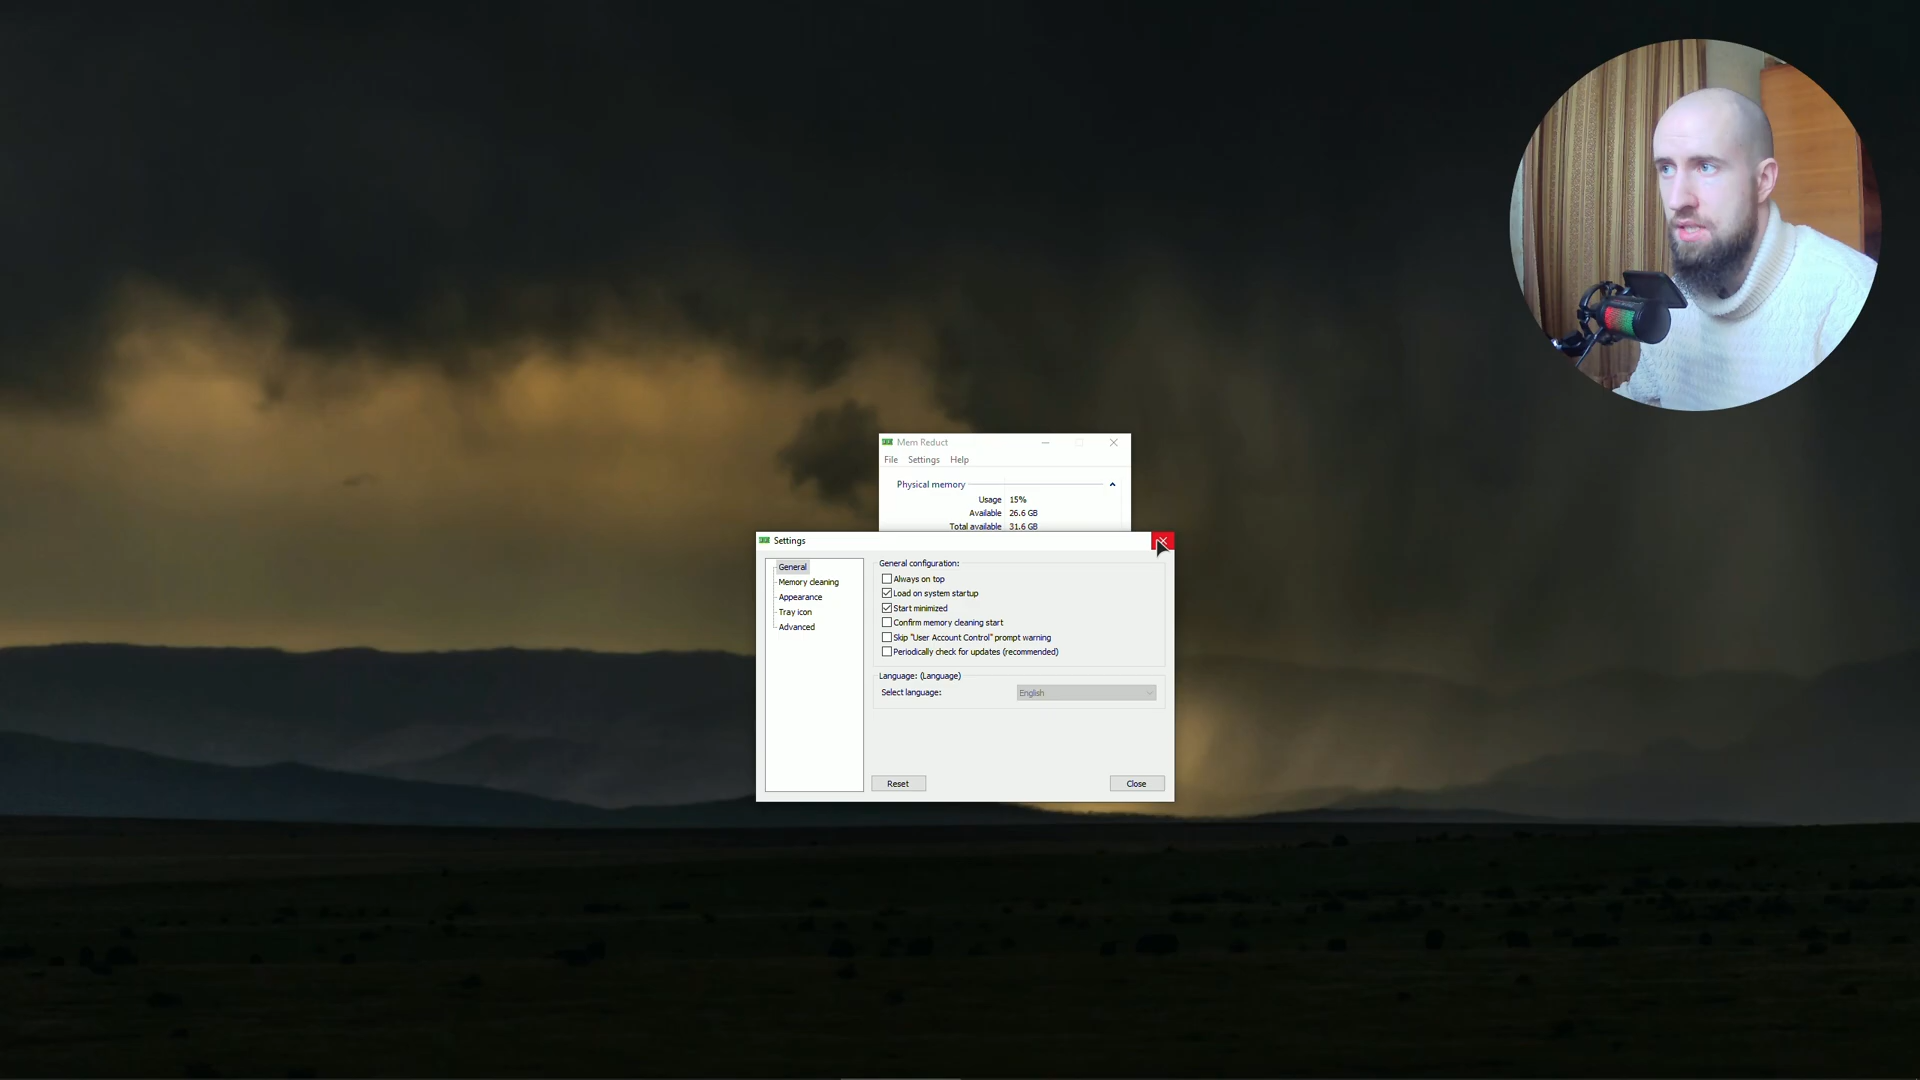 Mem Reduct
File Settings Help
Physical memory
Usage 15%
Available 26.6 GB
Total available 31.6 GB
Settings
General
Memory cleaning
Appearance
Tray icon
Advanced
General configuration:
Always on top
Load on system startup
Start minimized
Confirm memory cleaning start
Skip "User Account Control" prompt warning
Periodically check for updates (recommended)
Language: (Language)
Select language: English
Reset Close